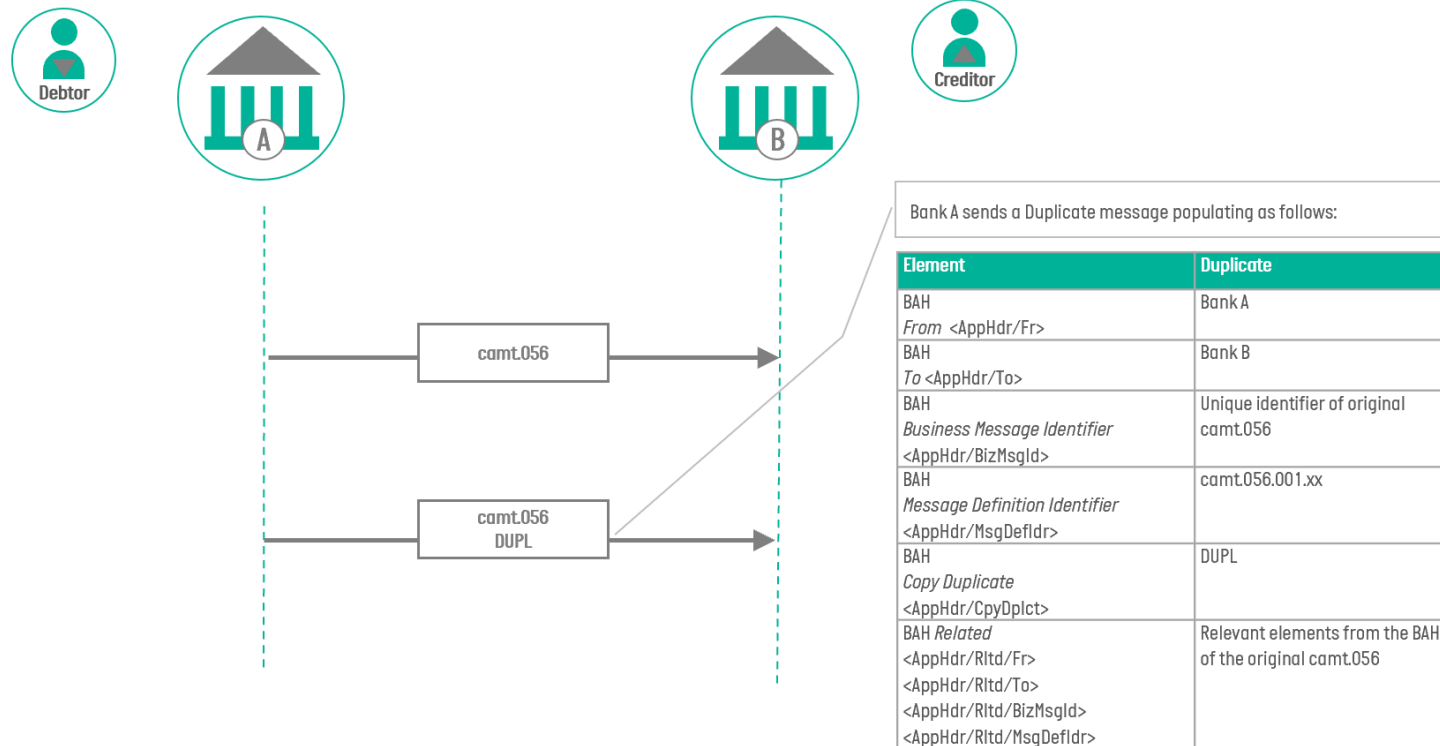 Debtor
A
B
Creditor
Bank A sends a Duplicate message populating as follows:
Element
Duplicate
BAH
From <AppHdr/Fr>
Bank A
BAH
To <AppHdr/To>
Bank B
BAH
Business Message Identifier
<AppHdr/BizMsgId>
Unique identifier of original
camt.056
BAH
Message Definition Identifier
<AppHdr/MsgDefIdr>
camt.056.001.xx
BAH
Copy Duplicate
<AppHdr/CpyDplct>
DUPL
BAH Related
<AppHdr/Rltd/Fr>
<AppHdr/Rltd/To>
<AppHdr/Rltd/BizMsgId>
<AppHdr/Rltd/MsgDefIdr>
Relevant elements from the BAH
of the original camt.056
camt.056
camt.056
DUPL